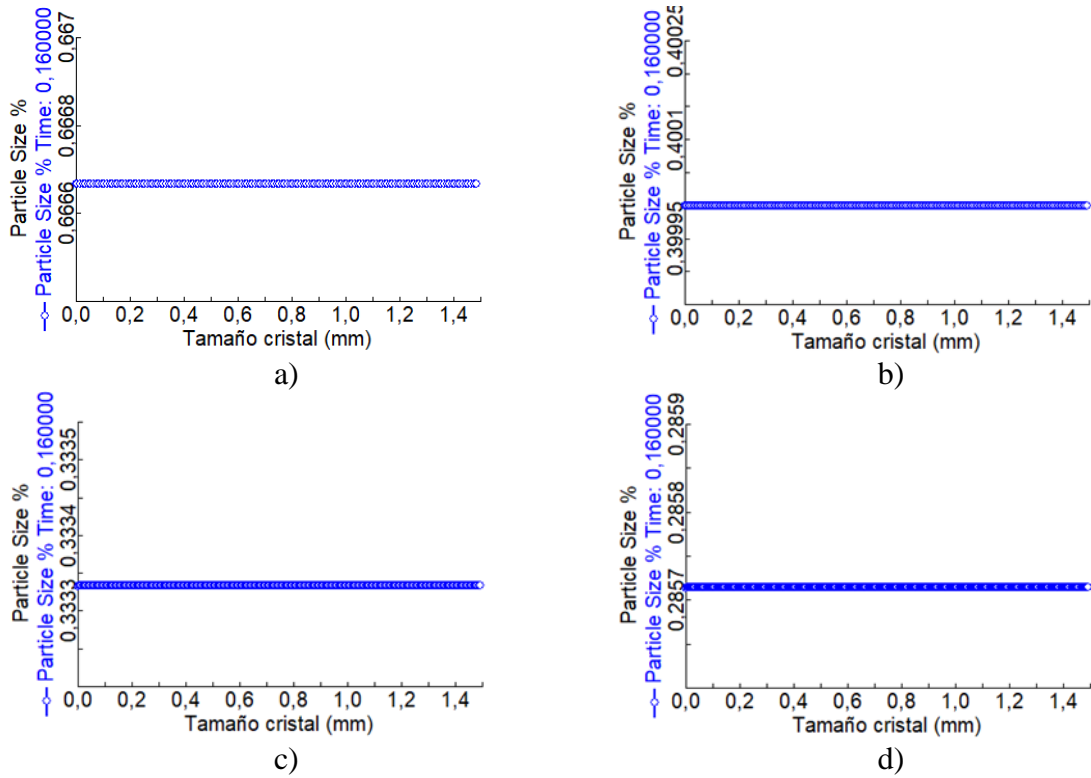 Particle Size %
Particle Size % Time: 0,160000
0,667
0,6668
0,6666
0,0 0,2 0,4 0,6 0,8 1,0 1,2 1,4
Tamaño cristal (mm)
a)
Particle Size %
Particle Size % Time: 0,160000
0,40025
0,4001
0,39995
0,0 0,2 0,4 0,6 0,8 1,0 1,2 1,4
Tamaño cristal (mm)
b)
Particle Size %
Particle Size % Time: 0,160000
0,3335
0,3334
0,3333
0,0 0,2 0,4 0,6 0,8 1,0 1,2 1,4
Tamaño cristal (mm)
c)
Particle Size %
Particle Size % Time: 0,160000
0,2859
0,2858
0,2857
0,0 0,2 0,4 0,6 0,8 1,0 1,2 1,4
Tamaño cristal (mm)
d)